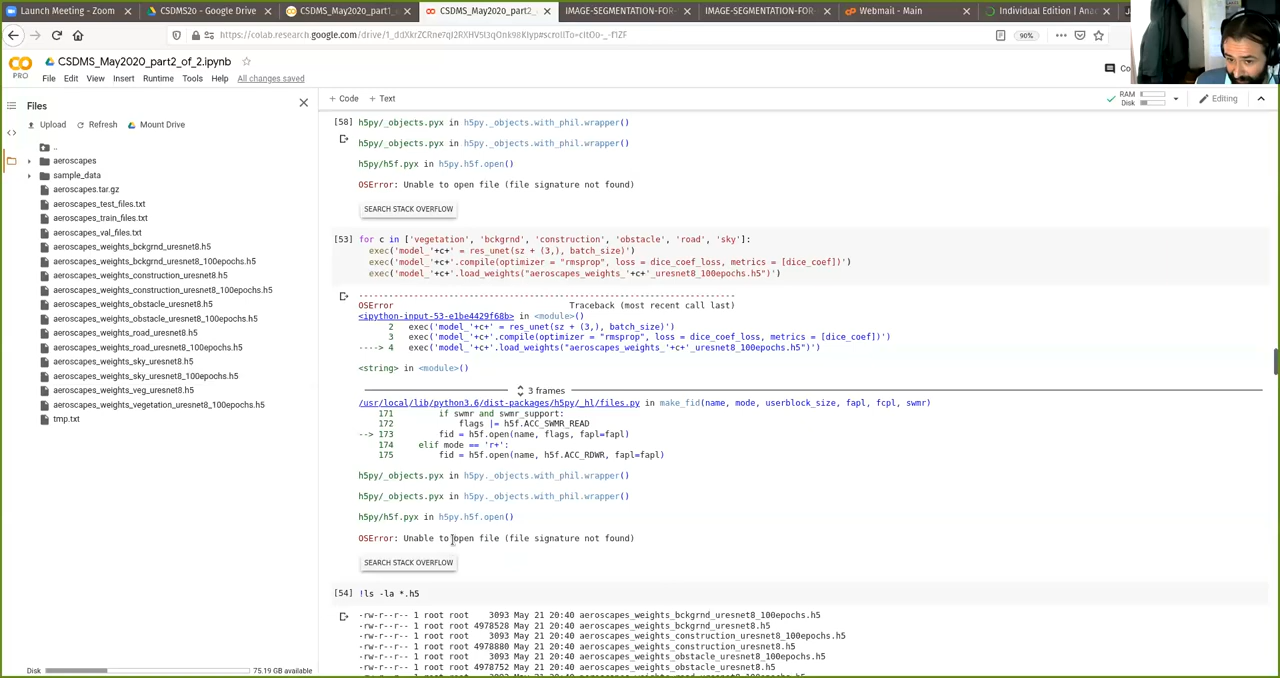 Launch Meeting - Zoom
CSDMS20 - Google Drive
CSDMS_May2020_part1_
CSDMS_May2020_part2_
IMAGE-SEGMENTATION-FOR-
IMAGE-SEGMENTATION-FOR-
Webmail - Main
Individual Edition | Ana
https://colab.research.google.com/drive/
90%
PRO
CSDMS_May2020_part2_of_2.ipynb
File Edit View Insert Runtime Tools Help All changes saved
Files
Upload Refresh Mount Drive
..
aeroscapes
sample_data
aeroscapes.tar.gz
aeroscapes_test_files.txt
aeroscapes_train_files.txt
aeroscapes_val_files.txt
aeroscapes_weights_bckgrnd_uresnet8.h5
aeroscapes_weights_bckgrnd_uresnet8_100epochs.h5
aeroscapes_weights_construction_uresnet8.h5
aeroscapes_weights_construction_uresnet8_100epochs.h5
aeroscapes_weights_obstacle_uresnet8.h5
aeroscapes_weights_obstacle_uresnet8_100epochs.h5
aeroscapes_weights_road_uresnet8.h5
aeroscapes_weights_road_uresnet8_100epochs.h5
aeroscapes_weights_sky_uresnet8.h5
aeroscapes_weights_sky_uresnet8_100epochs.h5
aeroscapes_weights_veg_uresnet8.h5
aeroscapes_weights_vegetation_uresnet8_100epochs.h5
tmp.txt
Disk 75.19 GB available
+ Code + Text
RAM
Disk
Editing
[58] h5py/_objects.pyx in h5py._objects.with_phil.wrapper()
h5py/_objects.pyx in h5py._objects.with_phil.wrapper()
h5py/h5f.pyx in h5py.h5f.open()
OSError: Unable to open file (file signature not found)
SEARCH STACK OVERFLOW
[53] for c in ['vegetation', 'bckgrnd', 'construction', 'obstacle', 'road', 'sky']:
exec('model_'+c+' = res_unet(sz + (3,), batch_size)')
exec('model_'+c+'.compile(optimizer = "rmsprop", loss = dice_coef_loss, metrics = [dice_coef])')
exec('model_'+c+'.load_weights("aeroscapes_weights_'+c+'_uresnet8_100epochs.h5")')
OSError Traceback (most recent call last)
<ipython-input-53-e1be4429f68b> in <module>()
2 exec('model_'+c+' = res_unet(sz + (3,), batch_size)')
3 exec('model_'+c+'.compile(optimizer = "rmsprop", loss = dice_coef_loss, metrics = [dice_coef])')
----> 4 exec('model_'+c+'.load_weights("aeroscapes_weights_'+c+'_uresnet8_100epochs.h5")')
<string> in <module>()
3 frames
/usr/local/lib/python3.6/dist-packages/h5py/_hl/files.py in make_fid(name, mode, userblock_size, fapl, fcpl, swmr)
171 if swmr and swmr_support:
172 flags |= h5f.ACC_SWMR_READ
--> 173 fid = h5f.open(name, flags, fapl=fapl)
174 elif mode == 'r+':
175 fid = h5f.open(name, h5f.ACC_RDWR, fapl=fapl)
h5py/_objects.pyx in h5py._objects.with_phil.wrapper()
h5py/_objects.pyx in h5py._objects.with_phil.wrapper()
h5py/h5f.pyx in h5py.h5f.open()
OSError: Unable to open file (file signature not found)
SEARCH STACK OVERFLOW
[54] !ls -la *.h5
-rw-r--r-- 1 root root 3093 May 21 20:40 aeroscapes_weights_bckgrnd_uresnet8_100epochs.h5
-rw-r--r-- 1 root root 4978528 May 21 20:40 aeroscapes_weights_bckgrnd_uresnet8.h5
-rw-r--r-- 1 root root 3093 May 21 20:40 aeroscapes_weights_construction_uresnet8_100epochs.h5
-rw-r--r-- 1 root root 4978880 May 21 20:40 aeroscapes_weights_construction_uresnet8.h5
-rw-r--r-- 1 root root 3093 May 21 20:40 aeroscapes_weights_obstacle_uresnet8_100epochs.h5
-rw-r--r-- 1 root root 4978752 May 21 20:40 aeroscapes_weights_obstacle_uresnet8.h5